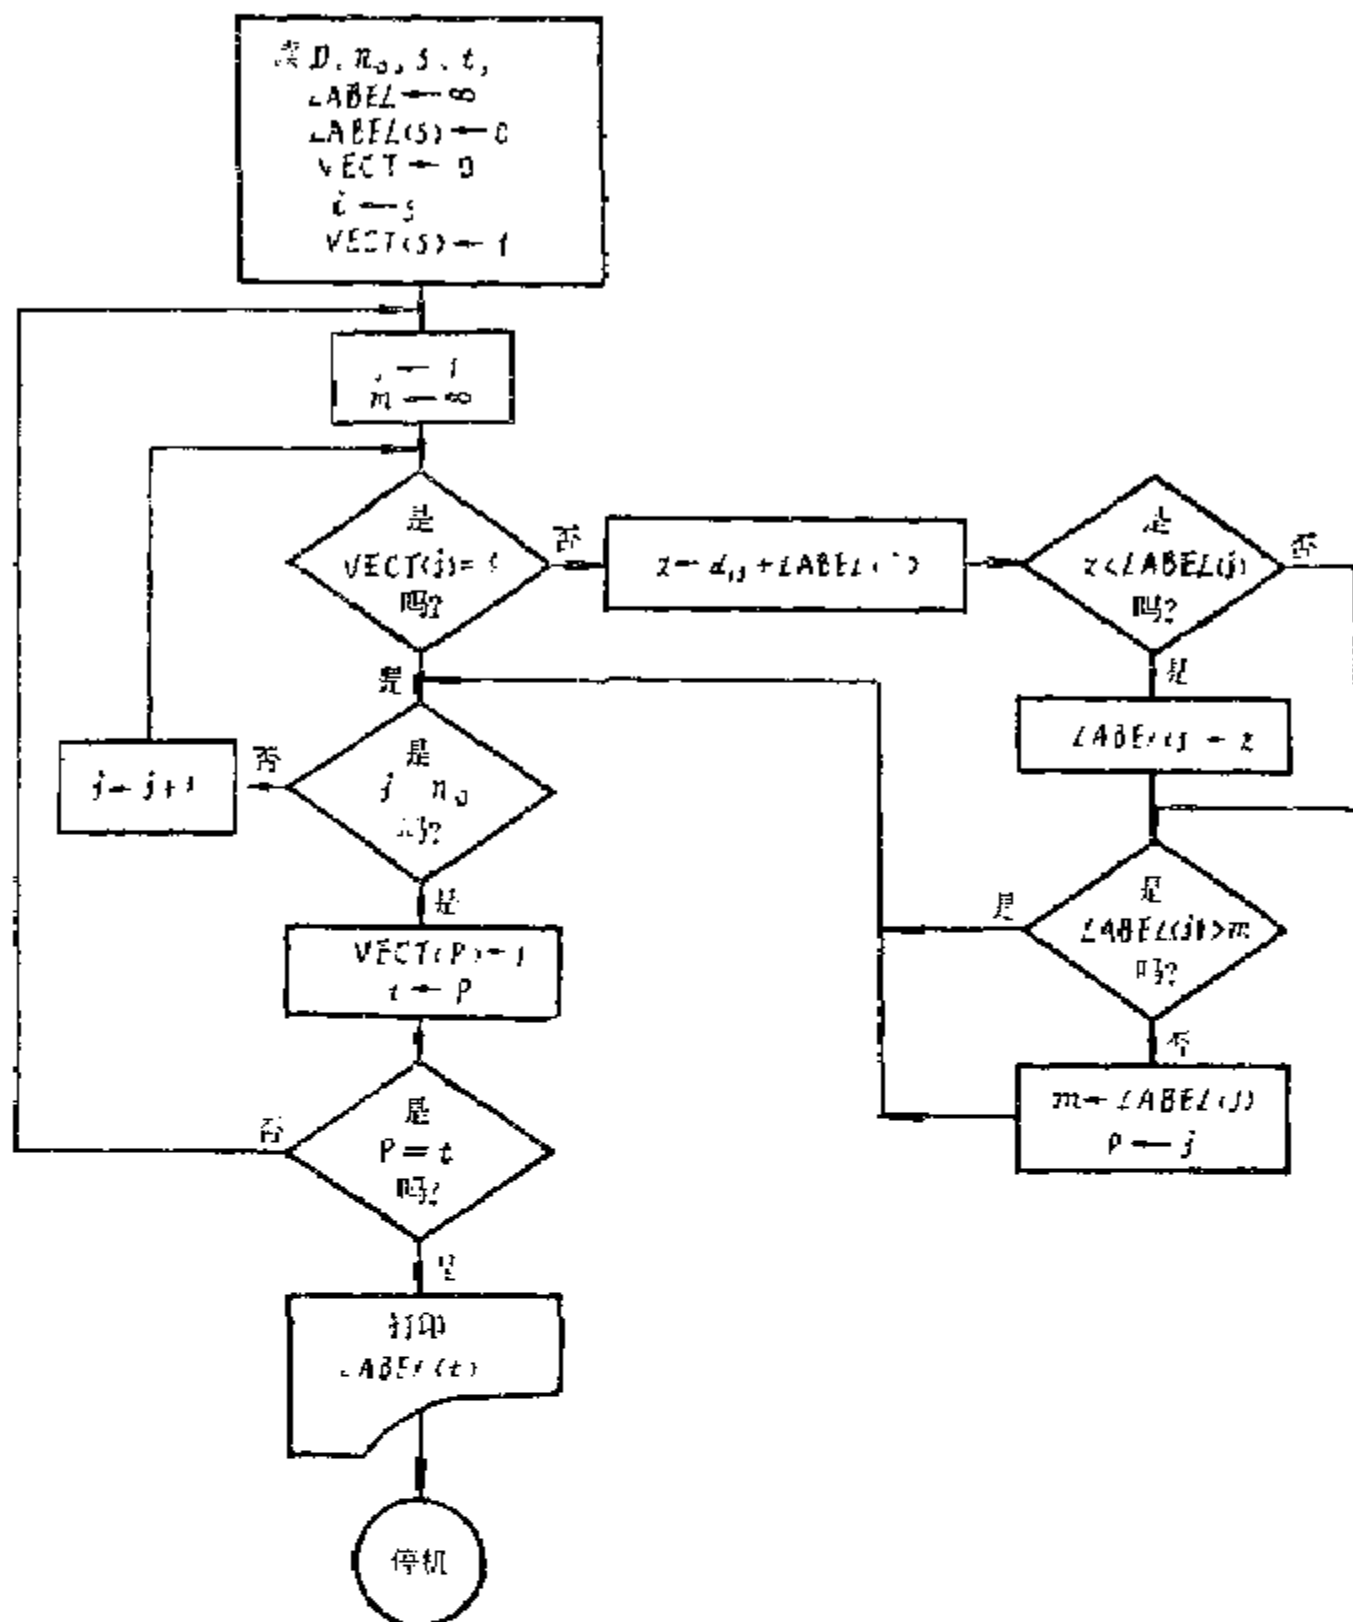 D、n₀, s、t,
LABEL ← ∞
LABEL(s) ← 0
VECT ← 0
i ← s
VECT(s) ← 1
← 1
m ← ∞
是
VECT(j)= 1
吗?
否
z ← d_ij + LABEL( )
是
z < LABEL(j)
吗?
否
是
是
LABEL(j ← z
j ← j + 1
否
是
j n₀
吗?
是
VECT(P) ← 1
i ← P
是
LABEL(j) > m
吗?
是
否
m ← LABEL(j)
P ← j
否
是
P = t
吗?
是
打印
LABEL(t)
停机